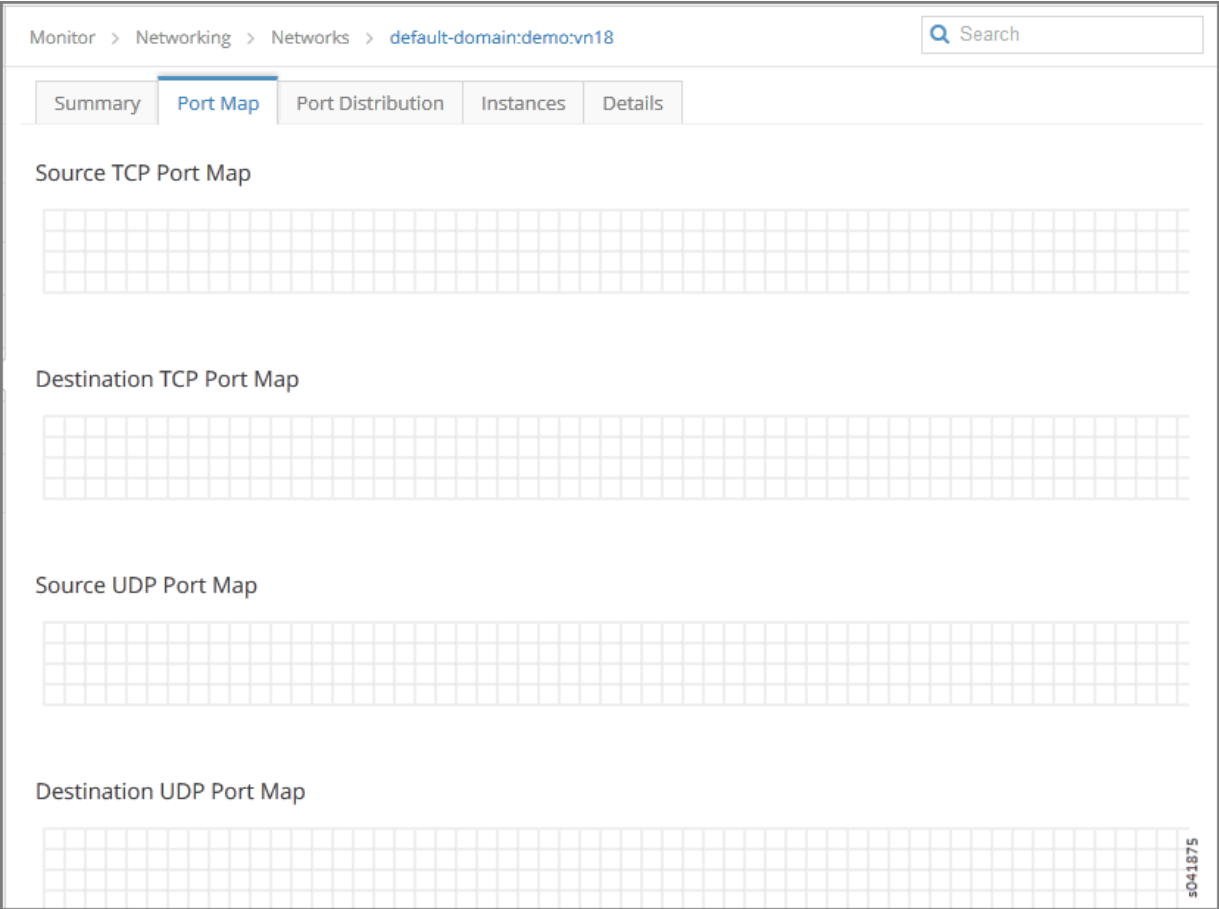 Monitor > Networking > Networks > default-domain:demo:vn18
Search
Summary Port Map Port Distribution Instances Details
Source TCP Port Map
Destination TCP Port Map
Source UDP Port Map
Destination UDP Port Map
s041875